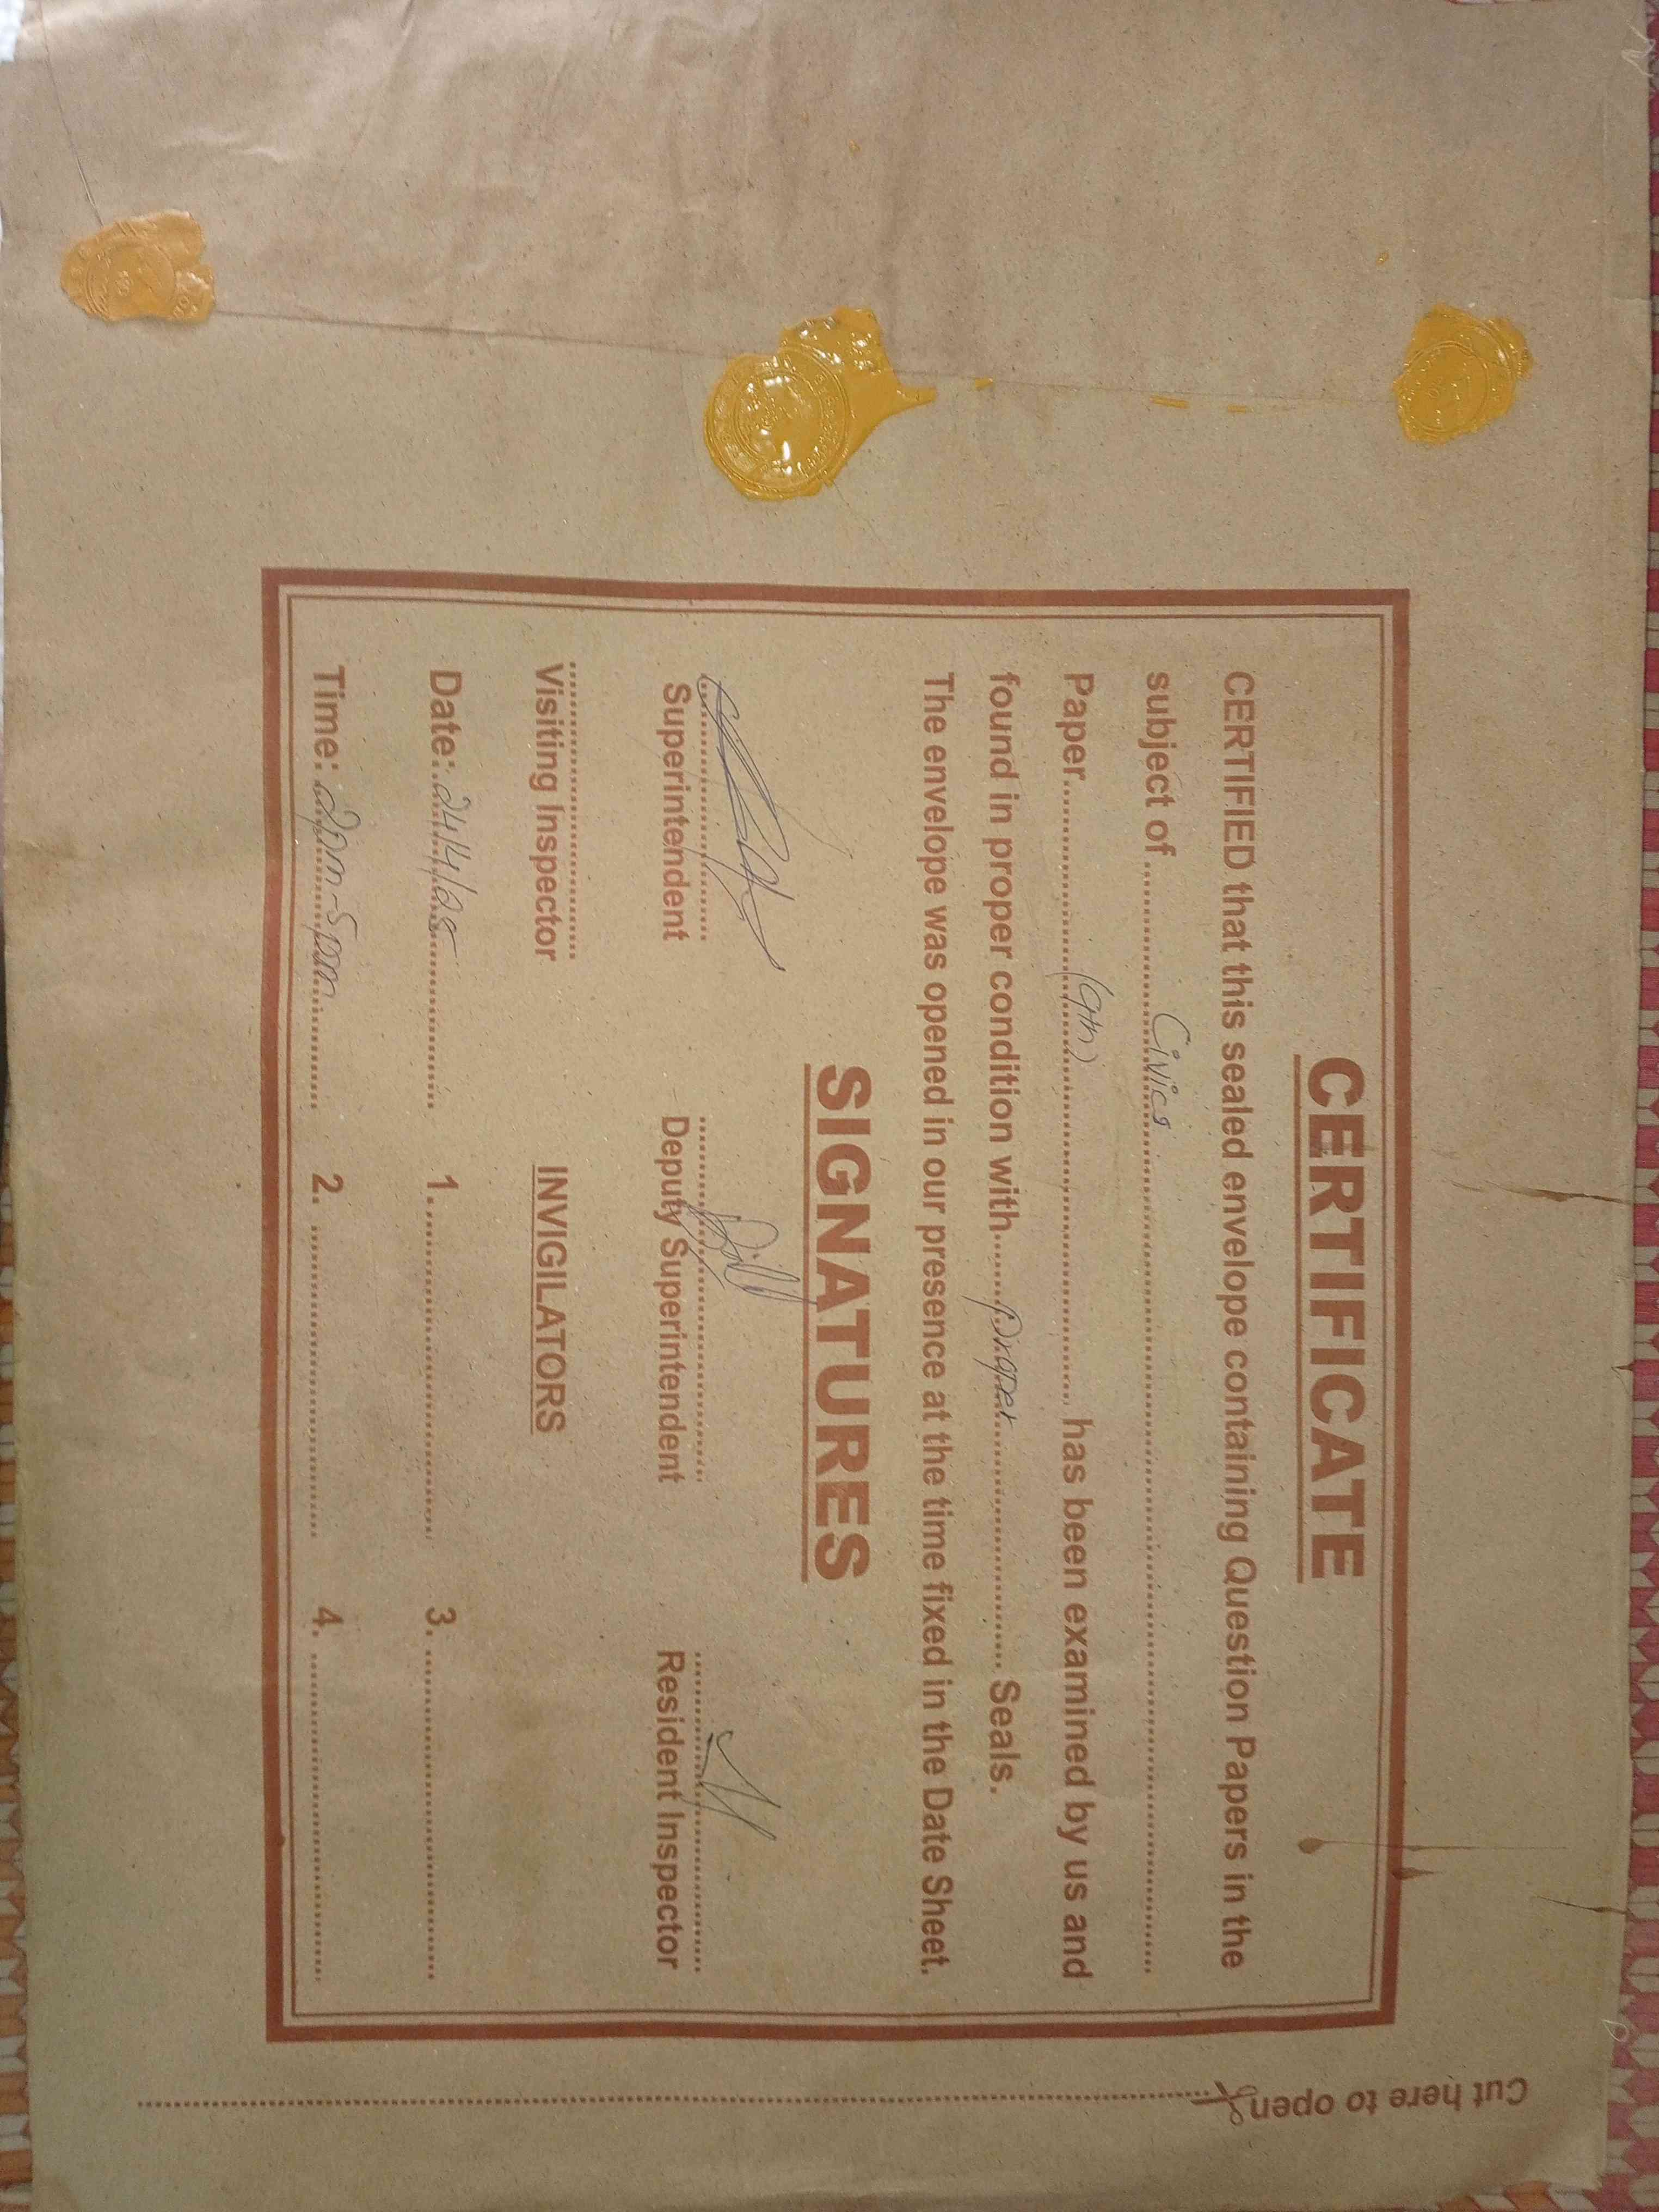 CERTIFICATE
CERTIFIED that this sealed envelope containing Question Papers in the
subject of .......... Civics ..........
Paper.......... (9th) .......... has been examined by us and
found in proper condition with...... Proper .......... Seals.
The envelope was opened in our presence at the time fixed in the Date Sheet.
SIGNATURES
Superintendent Deputy Superintendent Resident Inspector
Visiting Inspector INVIGILATORS
Date: 24/4/25 1. .......... 3. ..........
Time: 2pm-5pm 2. .......... 4. ..........
Cut here to open